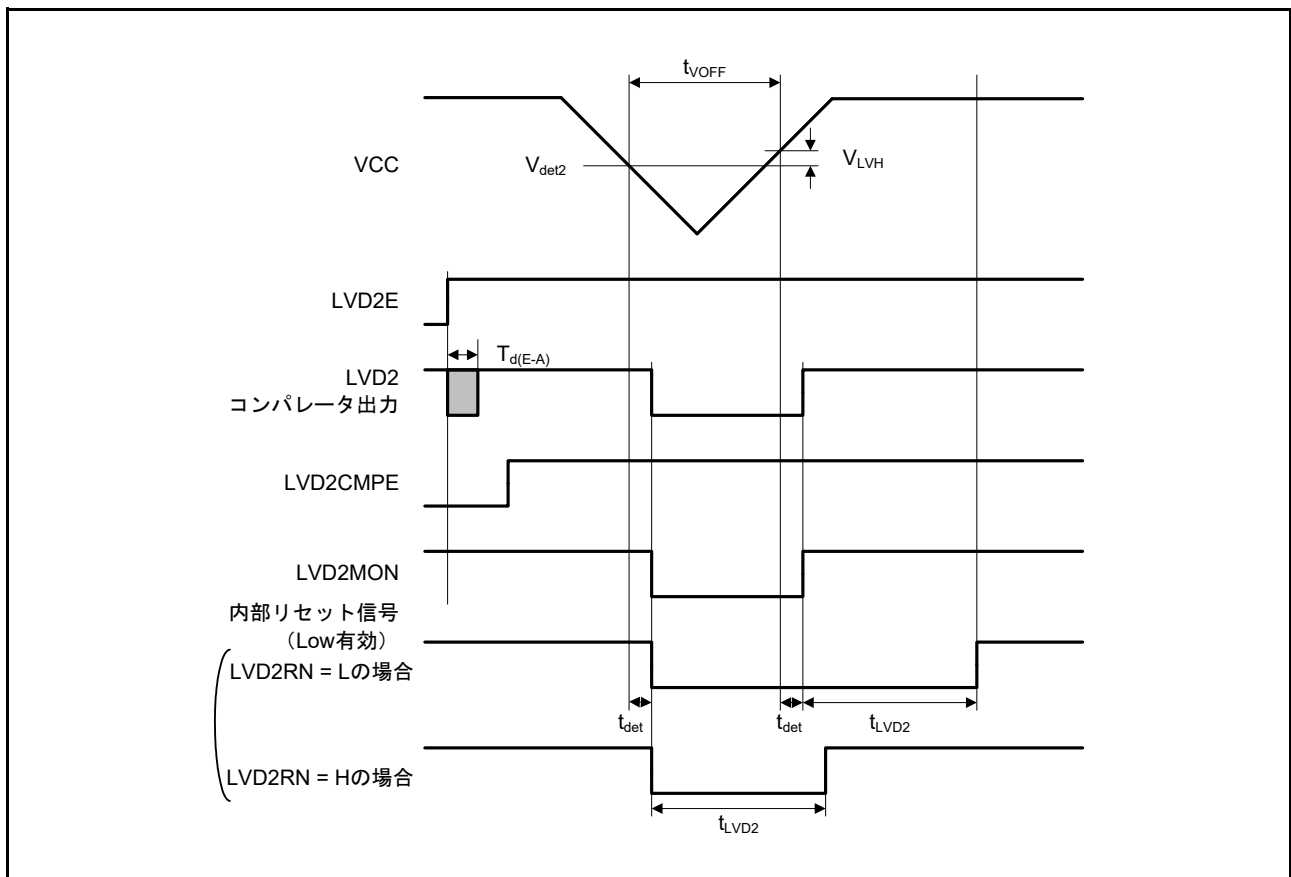 tVOFF
VCC
Vdet2
VLVH
LVD2E
Td(E-A)
LVD2
コンパレータ出力
LVD2CMPE
LVD2MON
内部リセット信号
（Low有効）
LVD2RN = Lの場合
tdet
tdet
tLVD2
LVD2RN = Hの場合
tLVD2